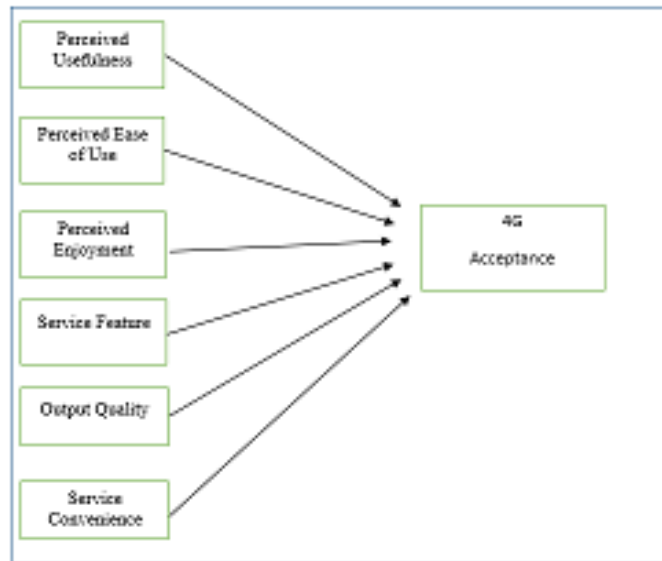 Perceived
Usefulness
Perceived Ease
of Use
Perceived
Enjoyment
Service Feature
Output Quality
Service
Convenience
4G
Acceptance